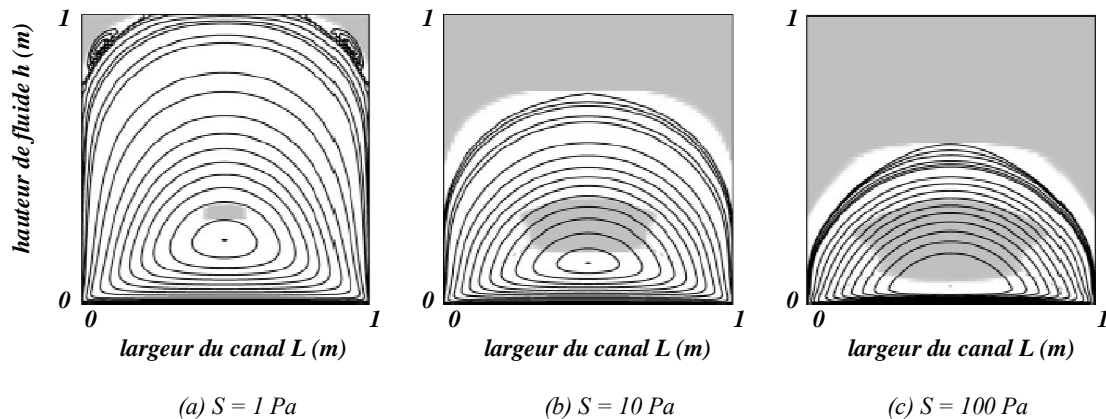 1
1
1
hauteur de fluide h (m)
0
0
0
0 1
0 1
0 1
largeur du canal L (m)
largeur du canal L (m)
largeur du canal L (m)
(a) S = 1 Pa
(b) S = 10 Pa
(c) S = 100 Pa